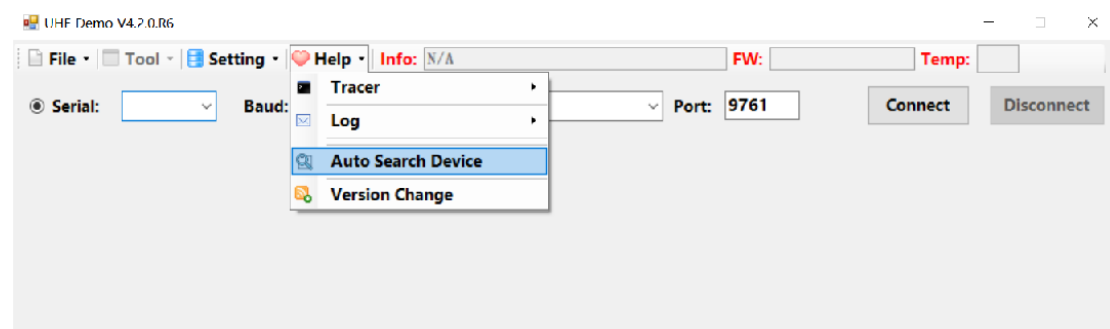 UHF Demo V4.2.0.R6
File Tool Setting Help Info: N/A FW: Temp:
Serial: Baud: Port: 9761 Connect Disconnect
Tracer
Log
Auto Search Device
Version Change